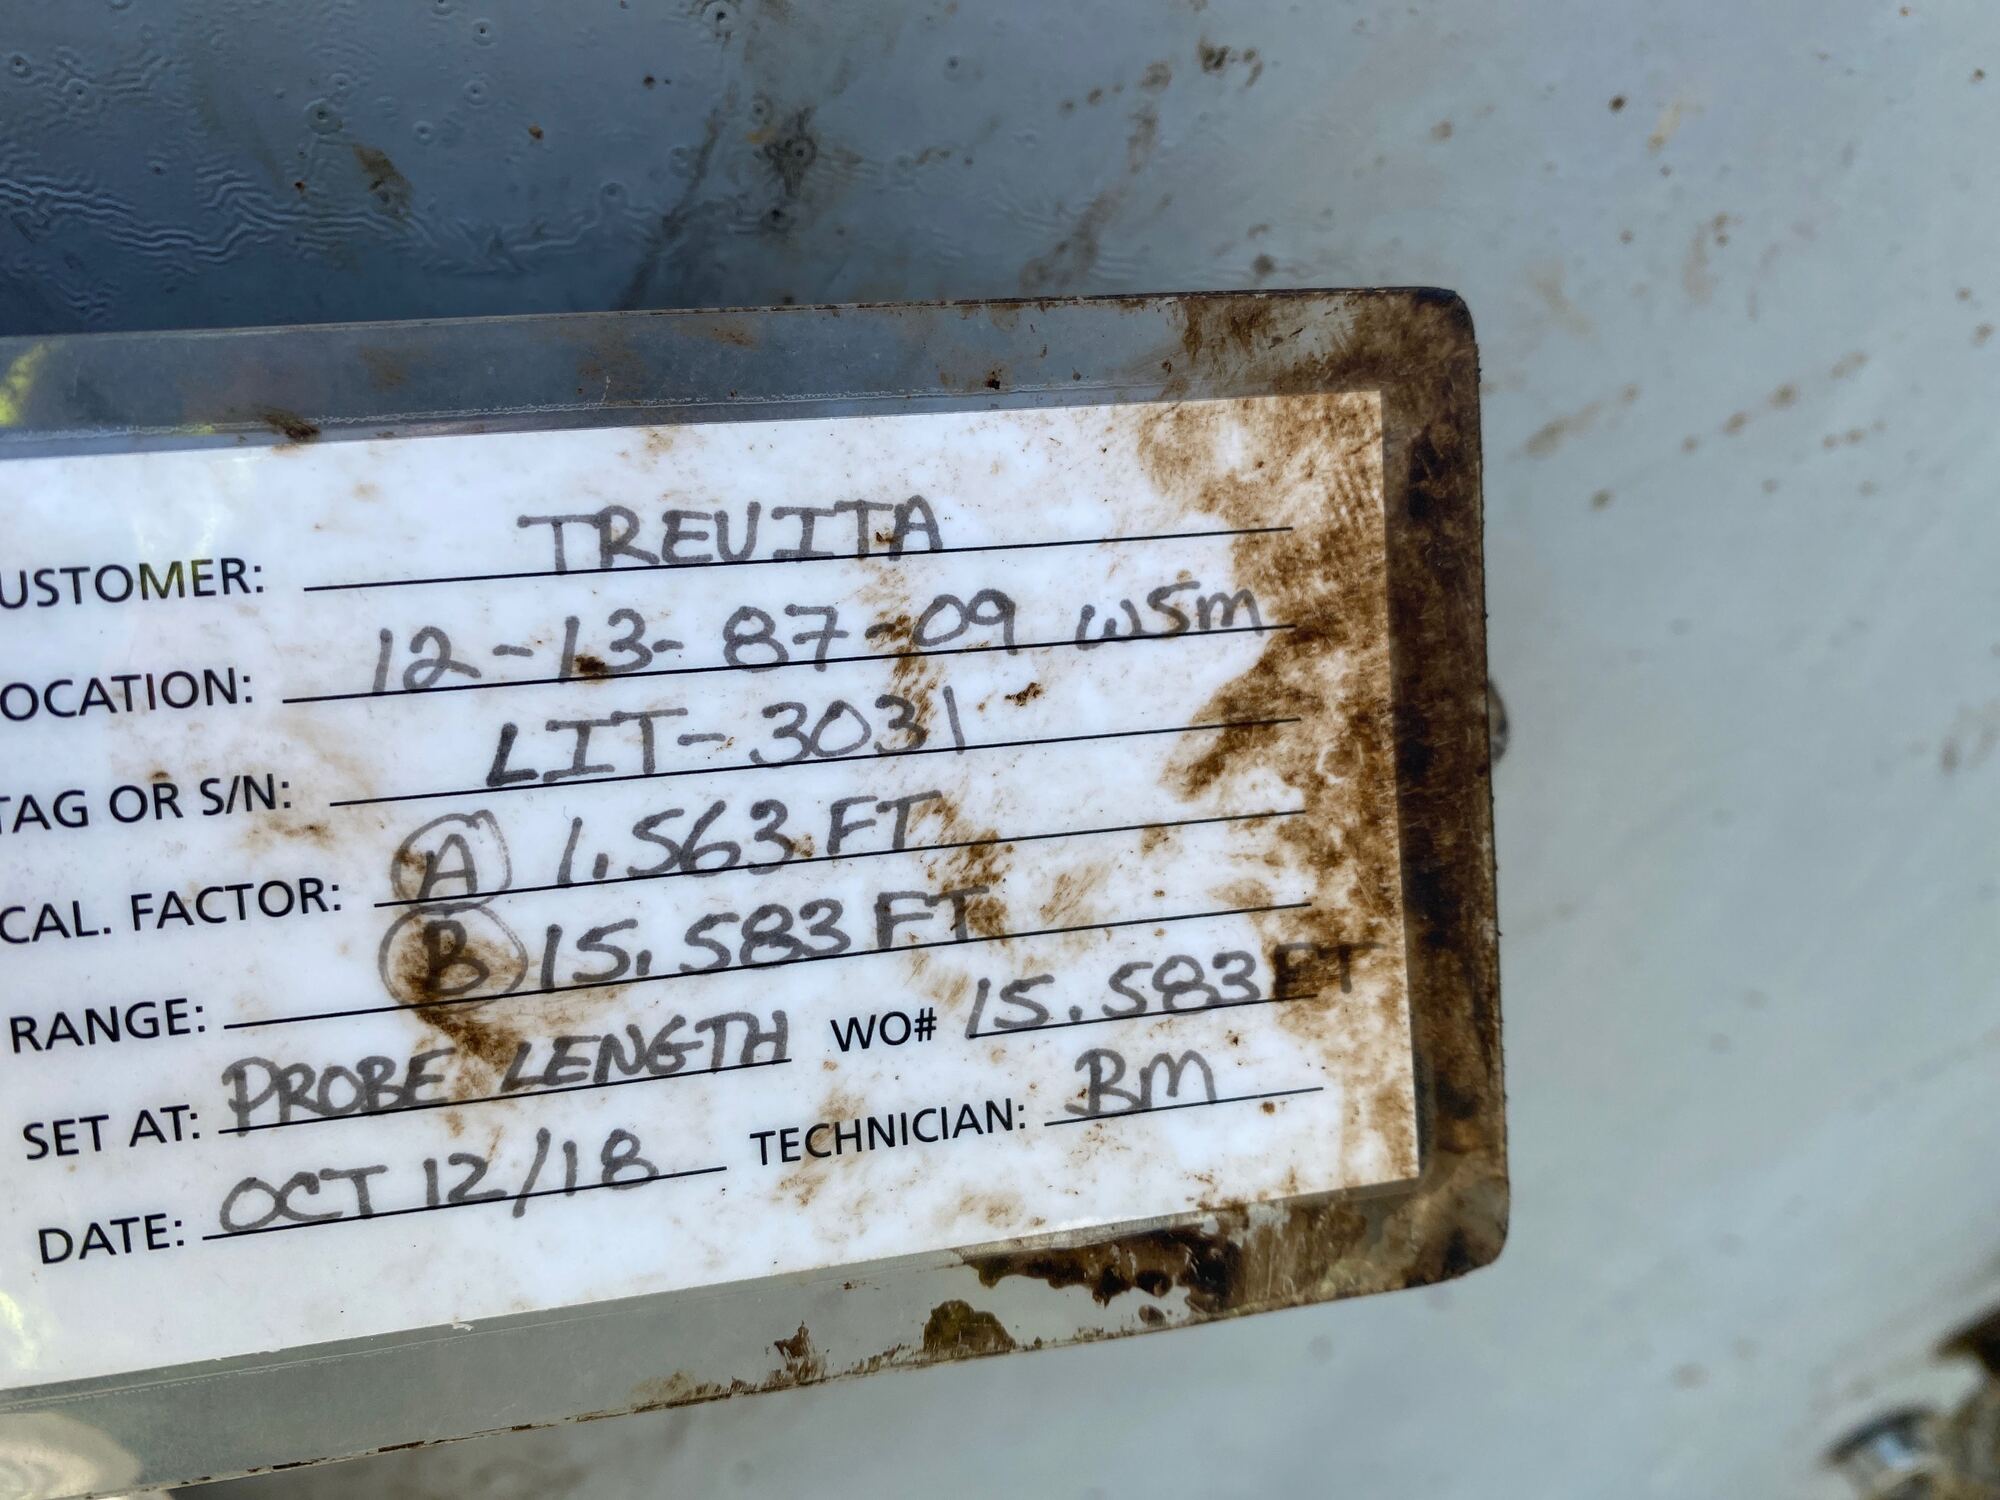 USTOMER: TREVITA
OCATION: 12-13-87-09 W5M
TAG OR S/N: LIT-3031
CAL. FACTOR: A 1.563 FT
RANGE: B 15.583 FT
SET AT: PROBE LENGTH WO# 15.583 FT
DATE: OCT 12/18 TECHNICIAN: BM